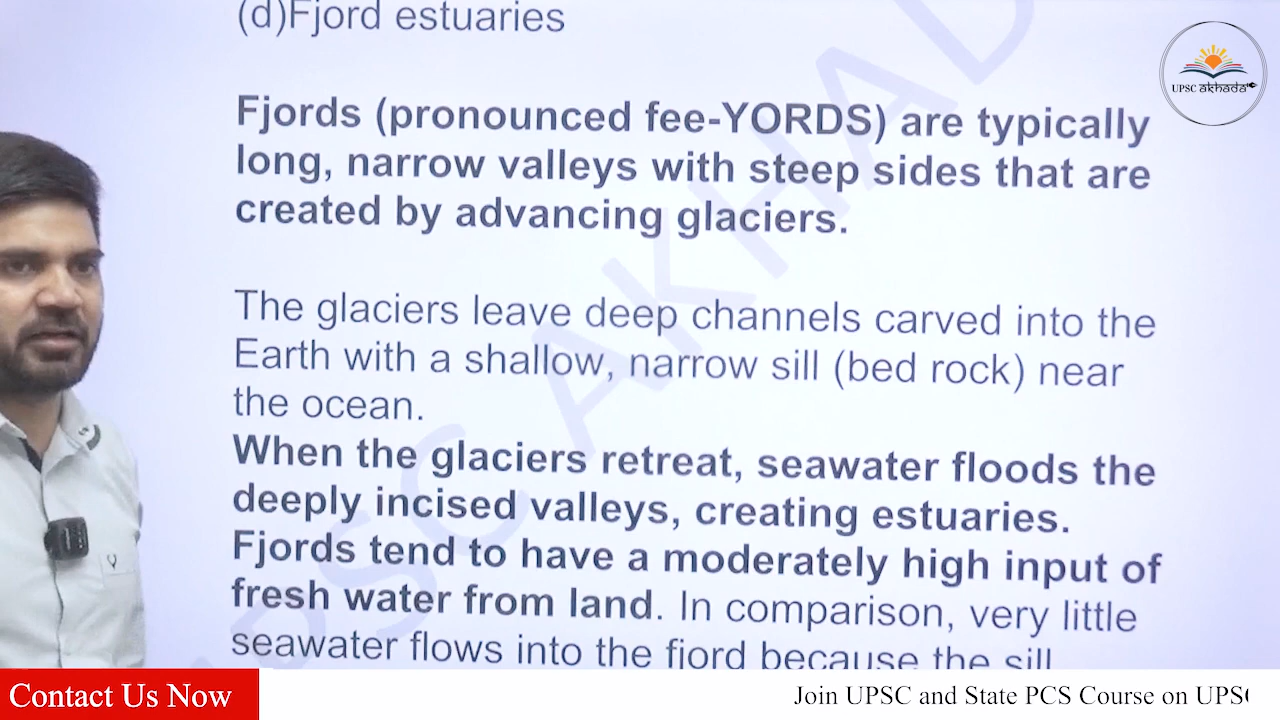 (d)Fjord estuaries
UPSC akhada
Fjords (pronounced fee-YORDS) are typically
long, narrow valleys with steep sides that are
created by advancing glaciers.
The glaciers leave deep channels carved into the
Earth with a shallow, narrow sill (bed rock) near
the ocean.
When the glaciers retreat, seawater floods the
deeply incised valleys, creating estuaries.
Fjords tend to have a moderately high input of
fresh water from land. In comparison, very little
seawater flows into the fjord because the sill
UPSC AKHAD
Contact Us Now
Join UPSC and State PCS Course on UPSC